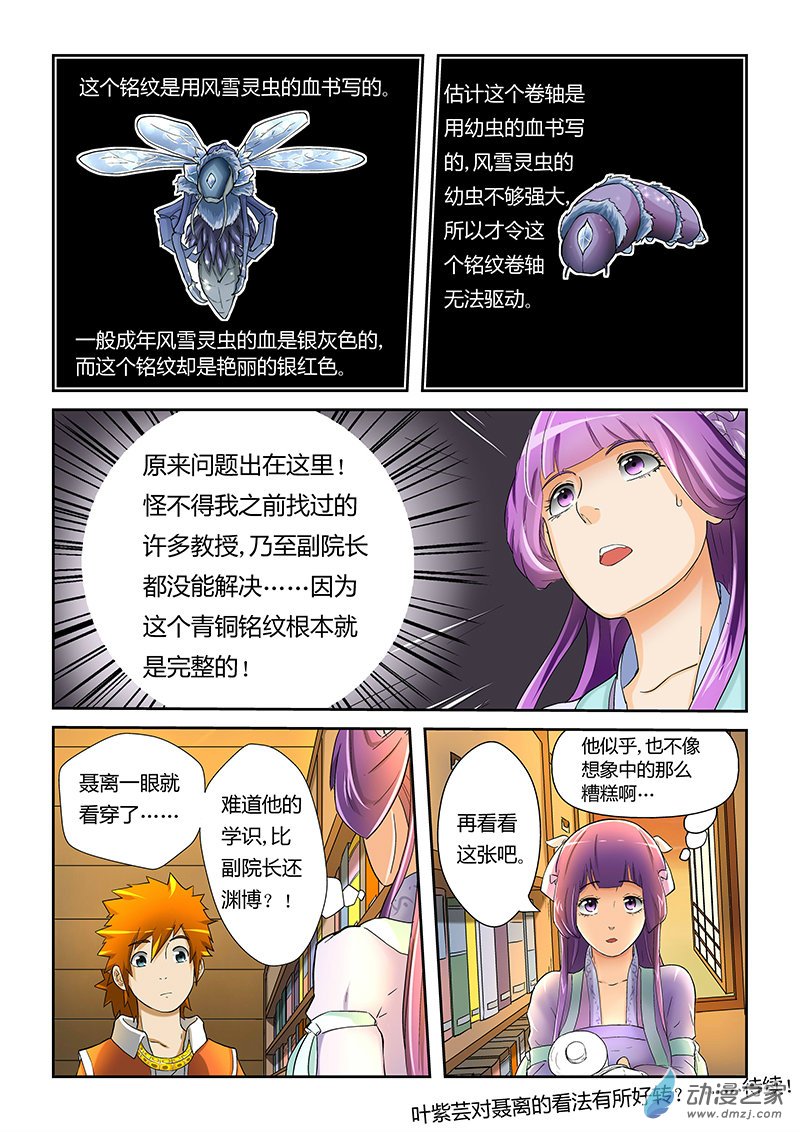 这个铭纹是用风雪灵虫的血书写的。
一般成年风雪灵虫的血是银灰色的,
而这个铭纹却是艳丽的银红色。
估计这个卷轴是
用幼虫的血书写
的,风雪灵虫的
幼虫不够强大,
所以才令这
个铭纹卷轴
无法驱动。
原来问题出在这里！
怪不得我之前找过的
许多教授,乃至副院长
都没能解决……因为
这个青铜铭纹根本就
是完整的！
聂离一眼就
看穿了……
难道他的
学识,比
副院长还
渊博？！
再看看
这张吧。
他似乎,也不像
想象中的那么
糟糕啊…
叶紫芸对聂离的看法有所好转？
待续！
动漫之家
www.dmzj.com